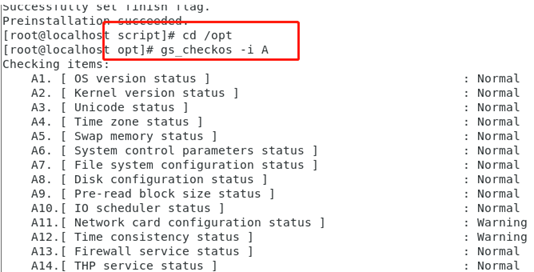 Successfully set finish flag.
Preinstallation succeeded.
[root@localhost script]# cd /opt
[root@localhost opt]# gs_checkos -i A
Checking items:
A1. [ OS version status ] : Normal
A2. [ Kernel version status ] : Normal
A3. [ Unicode status ] : Normal
A4. [ Time zone status ] : Normal
A5. [ Swap memory status ] : Normal
A6. [ System control parameters status ] : Normal
A7. [ File system configuration status ] : Normal
A8. [ Disk configuration status ] : Normal
A9. [ Pre-read block size status ] : Normal
A10.[ IO scheduler status ] : Normal
A11.[ Network card configuration status ] : Warning
A12.[ Time consistency status ] : Warning
A13.[ Firewall service status ] : Normal
A14.[ THP service status ] : Normal